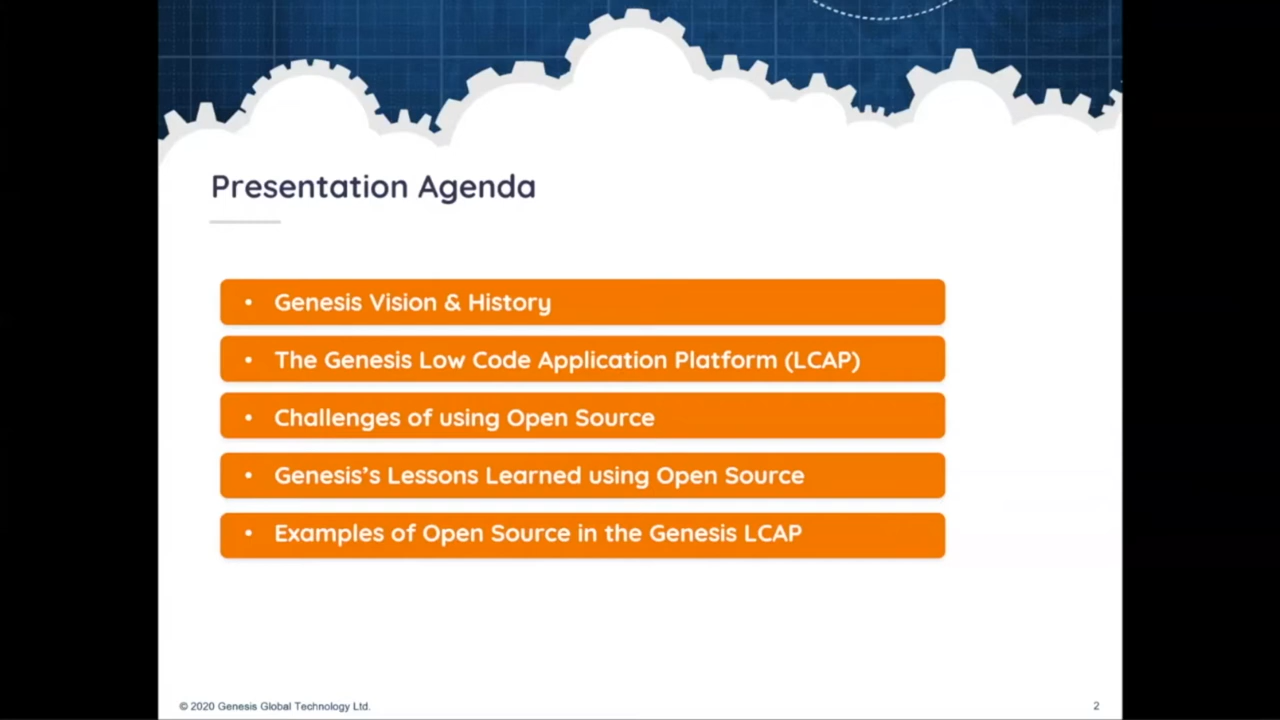 Presentation Agenda
• Genesis Vision & History
• The Genesis Low Code Application Platform (LCAP)
• Challenges of using Open Source
• Genesis’s Lessons Learned using Open Source
• Examples of Open Source in the Genesis LCAP
© 2020 Genesis Global Technology Ltd.
2